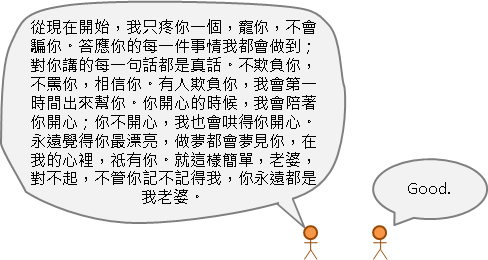 從現在開始，我只疼你一個，寵你，不會
騙你。答應你的每一件事情我都會做到；
對你講的每一句話都是真話。不欺負你，
不罵你，相信你。有人欺負你，我會第一
時間出來幫你。你開心的時候，我會陪著
你開心；你不開心，我也會哄得你開心。
永遠覺得你最漂亮，做夢都會夢見你，在
我的心裡，祇有你。就這樣簡單，老婆，
對不起，不管你記不記得我，你永遠都是
我老婆。
Good.